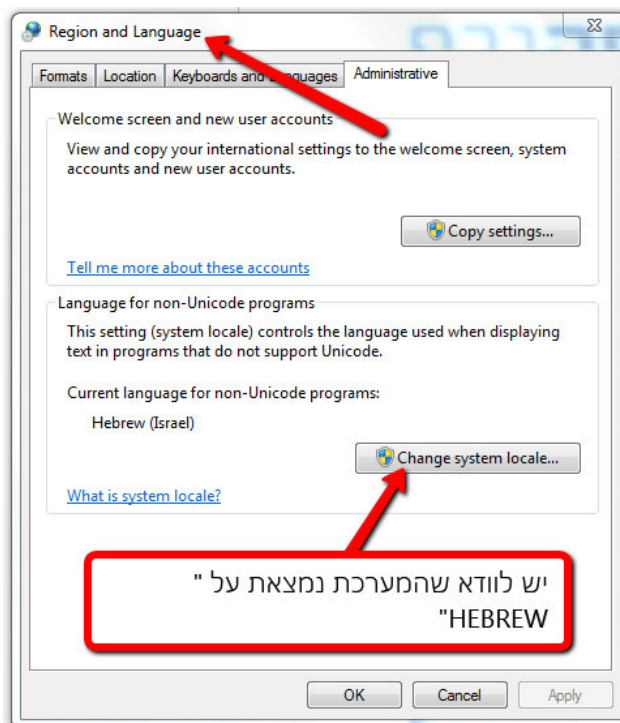 Region and Language
Formats Location Keyboards and Languages Administrative
Welcome screen and new user accounts
View and copy your international settings to the welcome screen, system
accounts and new user accounts.
Copy settings...
Tell me more about these accounts
Language for non-Unicode programs
This setting (system locale) controls the language used when displaying
text in programs that do not support Unicode.
Current language for non-Unicode programs:
Hebrew (Israel)
Change system locale...
What is system locale?
יש לוודא שהמערכת נמצאת על "
HEBREW"
OK Cancel Apply